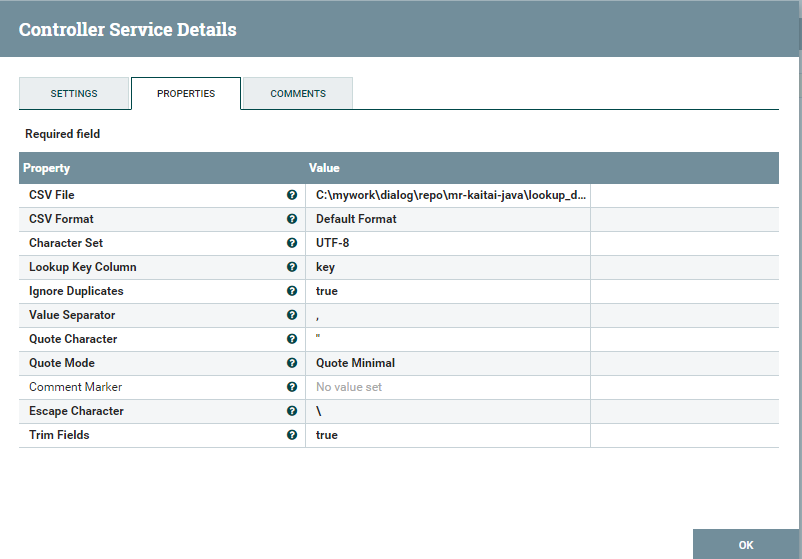 Controller Service Details
SETTINGS PROPERTIES COMMENTS
Required field
Property Value
CSV File C:\mywork\dialog\repo\mr-kaitai-java\lookup_d...
CSV Format Default Format
Character Set UTF-8
Lookup Key Column key
Ignore Duplicates true
Value Separator ,
Quote Character "
Quote Mode Quote Minimal
Comment Marker No value set
Escape Character \
Trim Fields true
OK